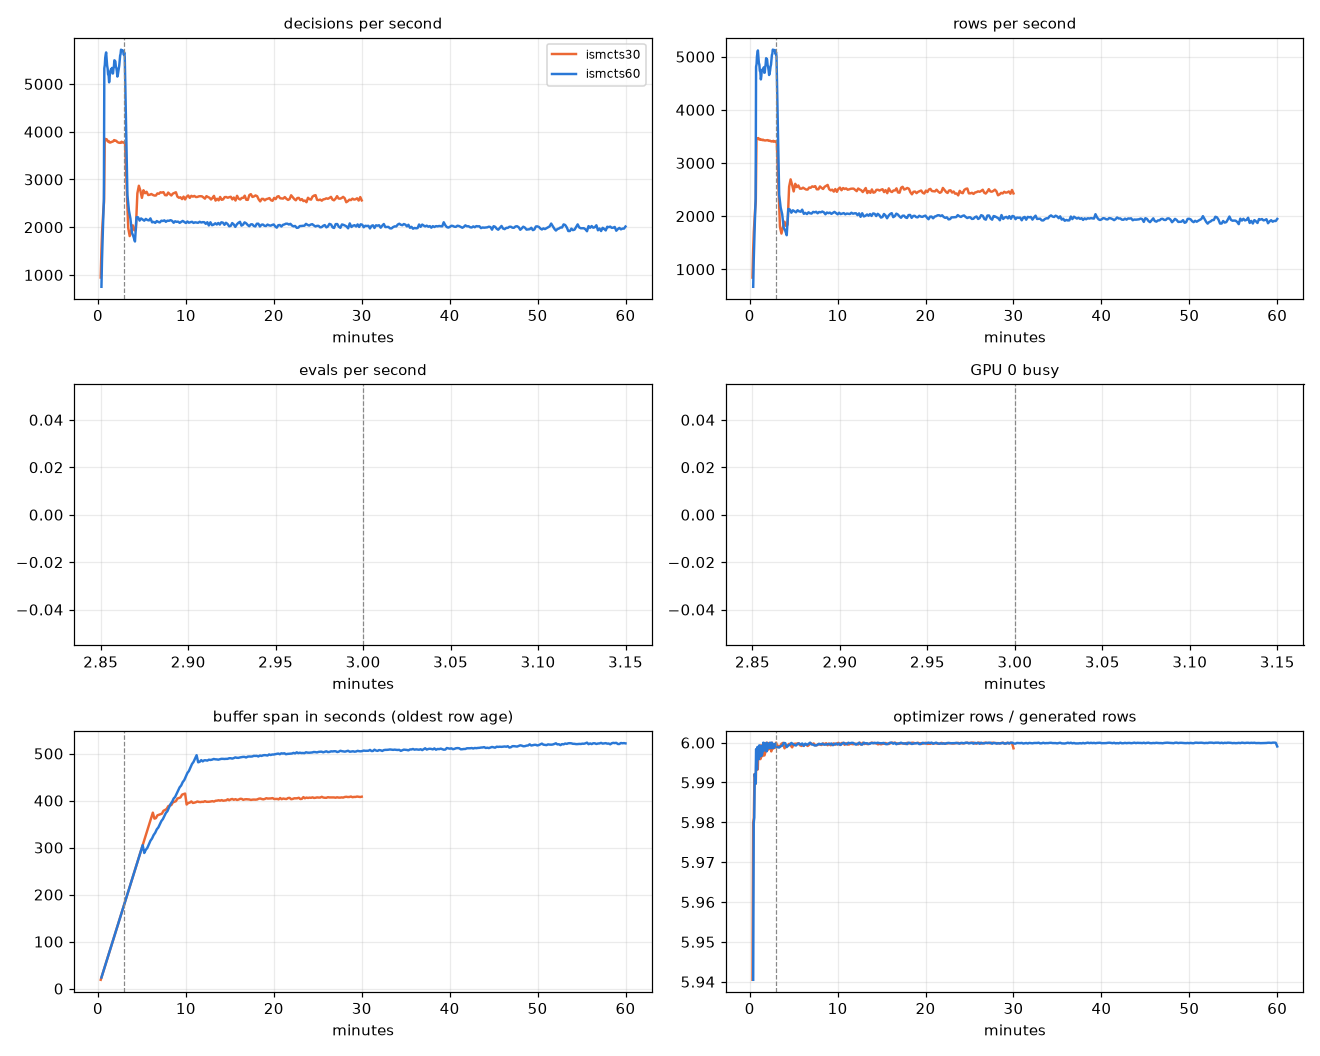 decisions per second
ismcts30
ismcts60
5000
4000
3000
2000
1000
0 10 20 30 40 50 60
minutes
rows per second
5000
4000
3000
2000
1000
0 10 20 30 40 50 60
minutes
evals per second
0.04
0.02
0.00
−0.02
−0.04
2.85 2.90 2.95 3.00 3.05 3.10 3.15
minutes
GPU 0 busy
0.04
0.02
0.00
−0.02
−0.04
2.85 2.90 2.95 3.00 3.05 3.10 3.15
minutes
buffer span in seconds (oldest row age)
500
400
300
200
100
0
0 10 20 30 40 50 60
minutes
optimizer rows / generated rows
6.00
5.99
5.98
5.97
5.96
5.95
5.94
0 10 20 30 40 50 60
minutes